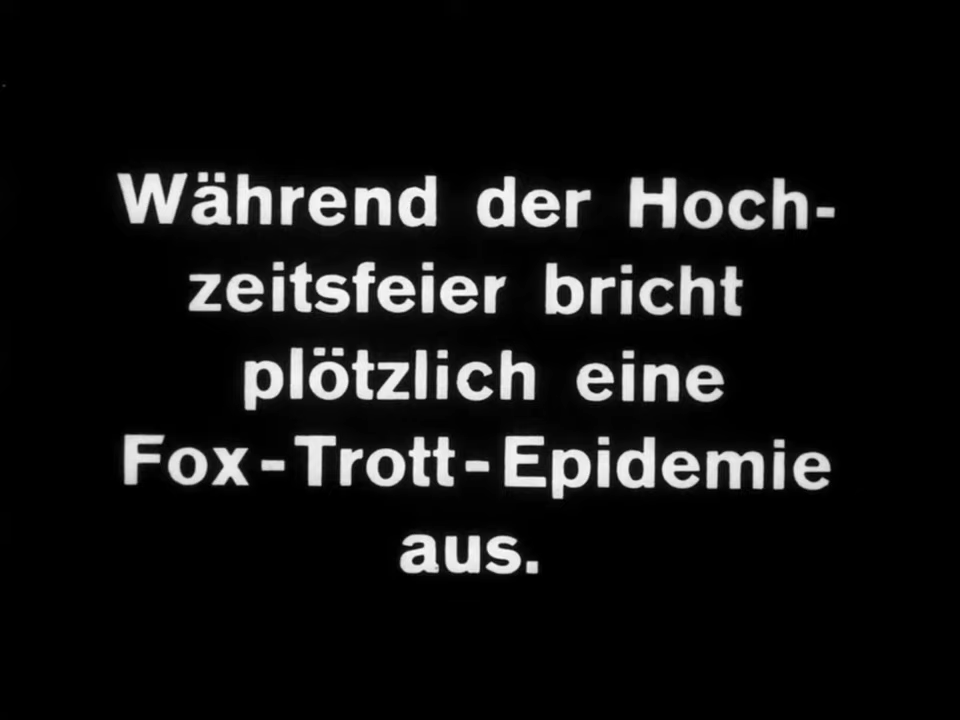 Während der Hoch-
zeitsfeier bricht
plötzlich eine
Fox-Trott-Epidemie
aus.